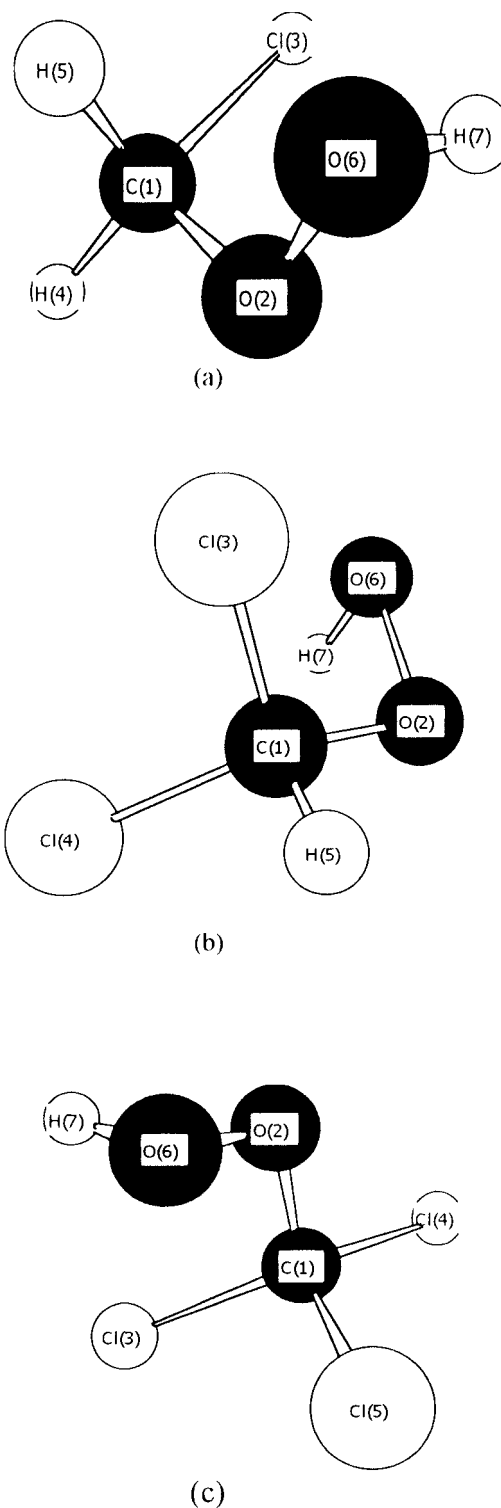 Cl(3)
H(5)
H(7)
O(6)
C(1)
H(4)
O(2)
(a)
Cl(3)
O(6)
H(7)
O(2)
C(1)
Cl(4)
H(5)
(b)
H(7)
O(2)
O(6)
Cl(4)
C(1)
Cl(3)
Cl(5)
(c)